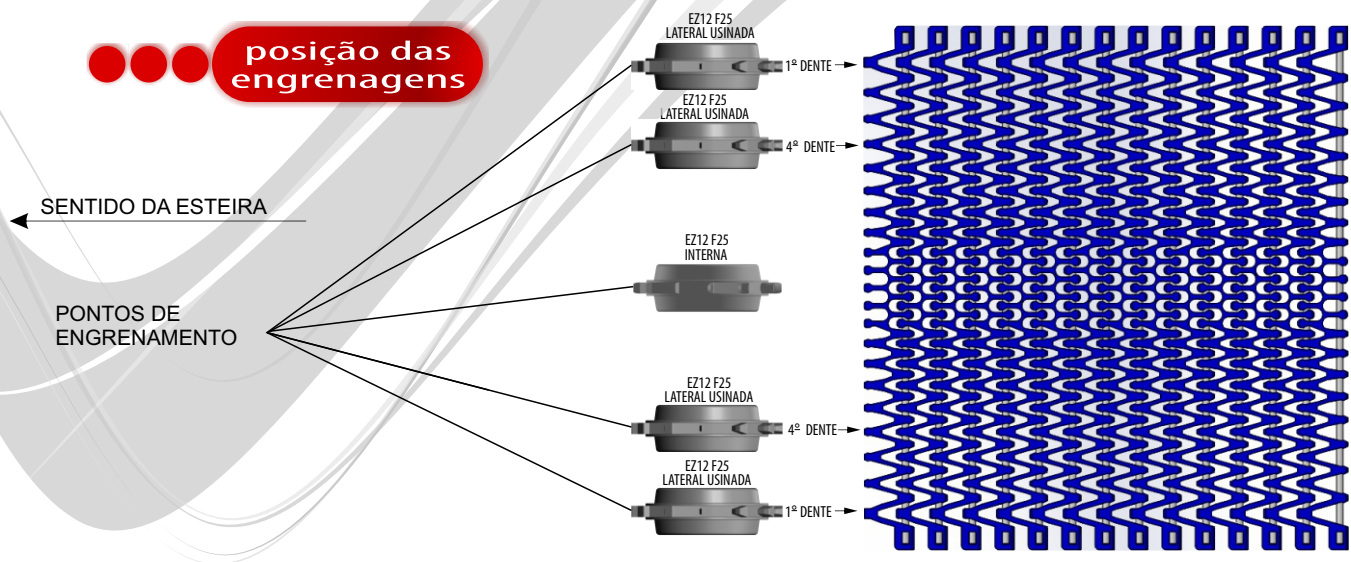 posição das
engrenagens
EZ12 F25
LATERAL USINADA
1º DENTE
EZ12 F25
LATERAL USINADA
4º DENTE
SENTIDO DA ESTEIRA
EZ12 F25
INTERNA
PONTOS DE
ENGRENAMENTO
EZ12 F25
LATERAL USINADA
4º DENTE
EZ12 F25
LATERAL USINADA
1º DENTE